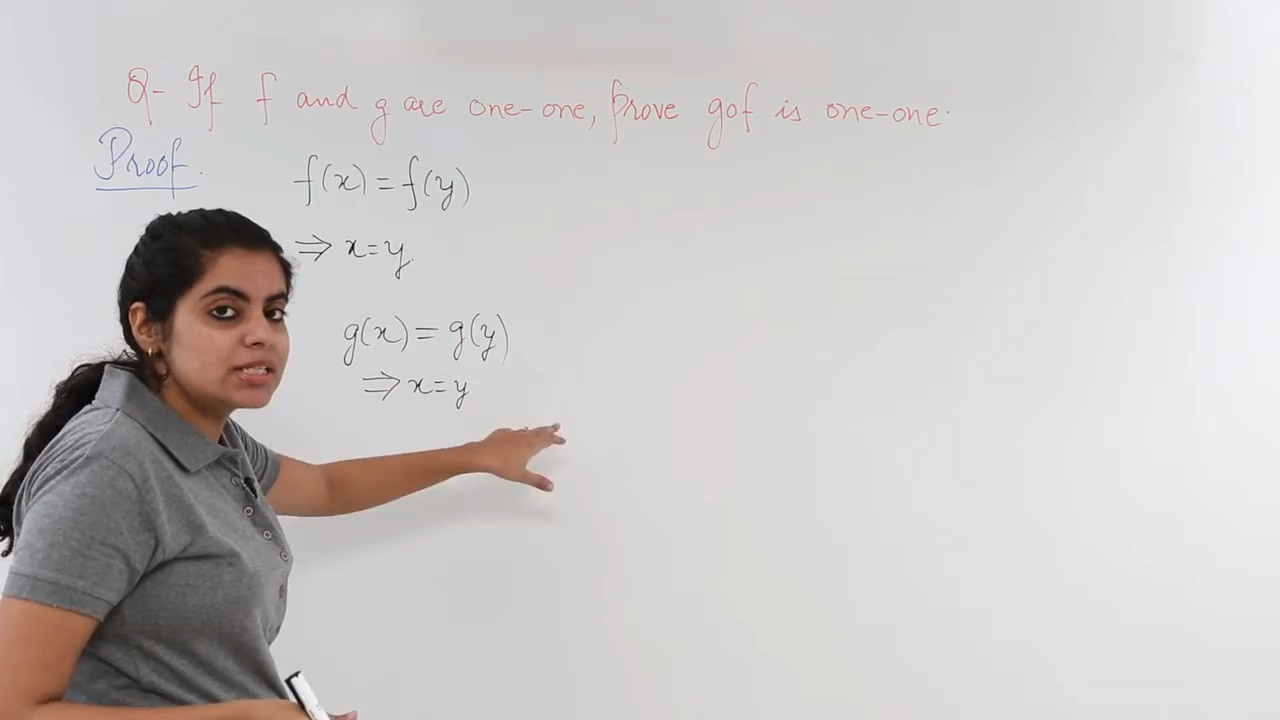 Q- If f and g are one-one, prove gof is one-one.
Proof.
f(x) = f(y)
⇒ x=y.
g(x) = g(y)
⇒ x=y